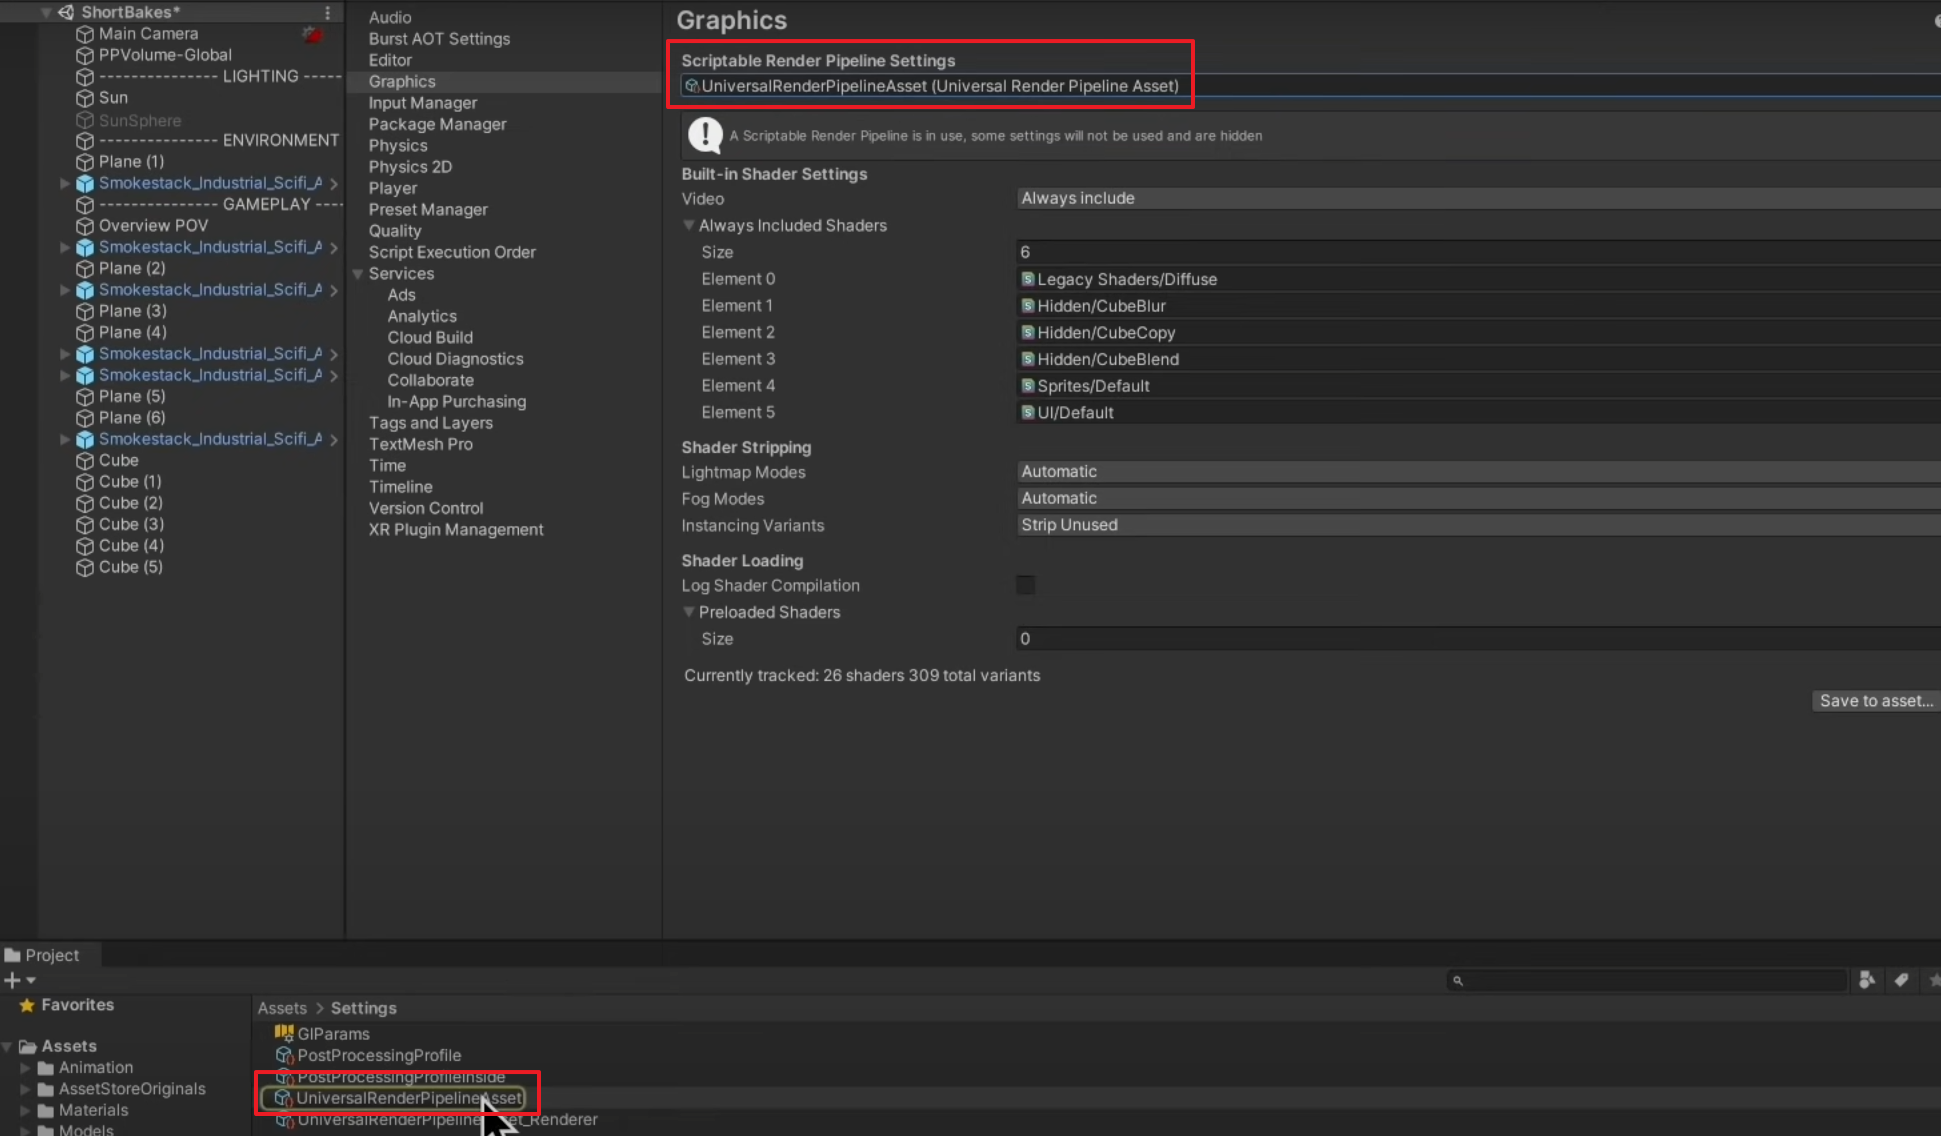 ShortBakes*
Main Camera
PPVolume-Global
--------------- LIGHTING -----
Sun
SunSphere
--------------- ENVIRONMENT
Plane (1)
Smokestack_Industrial_Scifi_A
--------------- GAMEPLAY ----
Overview POV
Smokestack_Industrial_Scifi_A
Plane (2)
Smokestack_Industrial_Scifi_A
Plane (3)
Plane (4)
Smokestack_Industrial_Scifi_A
Smokestack_Industrial_Scifi_A
Plane (5)
Plane (6)
Smokestack_Industrial_Scifi_A
Cube
Cube (1)
Cube (2)
Cube (3)
Cube (4)
Cube (5)
Audio
Burst AOT Settings
Editor
Graphics
Input Manager
Package Manager
Physics
Physics 2D
Player
Preset Manager
Quality
Script Execution Order
Services
Ads
Analytics
Cloud Build
Cloud Diagnostics
Collaborate
In-App Purchasing
Tags and Layers
TextMesh Pro
Time
Timeline
Version Control
XR Plugin Management
Graphics
Scriptable Render Pipeline Settings
UniversalRenderPipelineAsset (Universal Render Pipeline Asset)
A Scriptable Render Pipeline is in use, some settings will not be used and are hidden
Built-in Shader Settings
Video Always include
Always Included Shaders
Size 6
Element 0 Legacy Shaders/Diffuse
Element 1 Hidden/CubeBlur
Element 2 Hidden/CubeCopy
Element 3 Hidden/CubeBlend
Element 4 Sprites/Default
Element 5 UI/Default
Shader Stripping
Lightmap Modes Automatic
Fog Modes Automatic
Instancing Variants Strip Unused
Shader Loading
Log Shader Compilation
Preloaded Shaders
Size 0
Currently tracked: 26 shaders 309 total variants
Save to asset...
Project
Favorites
Assets
Animation
AssetStoreOriginals
Materials
Models
Assets > Settings
GIParams
PostProcessingProfile
PostProcessingProfileInside
UniversalRenderPipelineAsset
UniversalRenderPipeline et_Renderer